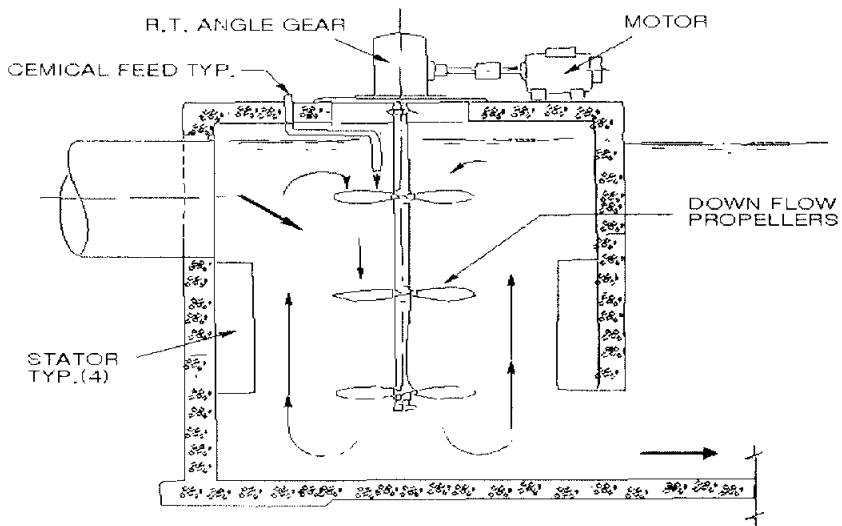 R.T. ANGLE GEAR
MOTOR
CEMICAL FEED TYP.
DOWN FLOW
PROPELLERS
STATOR
TYP.(4)